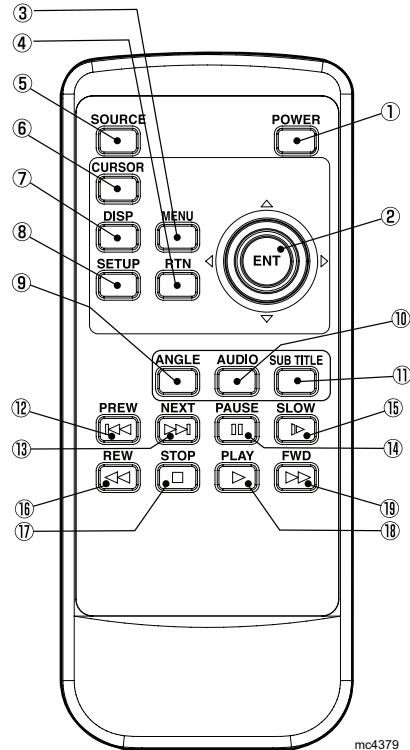 ③
④
⑤ SOURCE POWER ①
⑥ CURSOR
⑦ DISP MENU ②
⑧ SETUP RTN ENT
⑨ ⑩
ANGLE AUDIO SUB TITLE
⑪
⑫ PREW NEXT PAUSE SLOW ⑮
⑬ ⑭
REW STOP PLAY FWD
⑯ ⑲
⑰ ⑱
mc4379